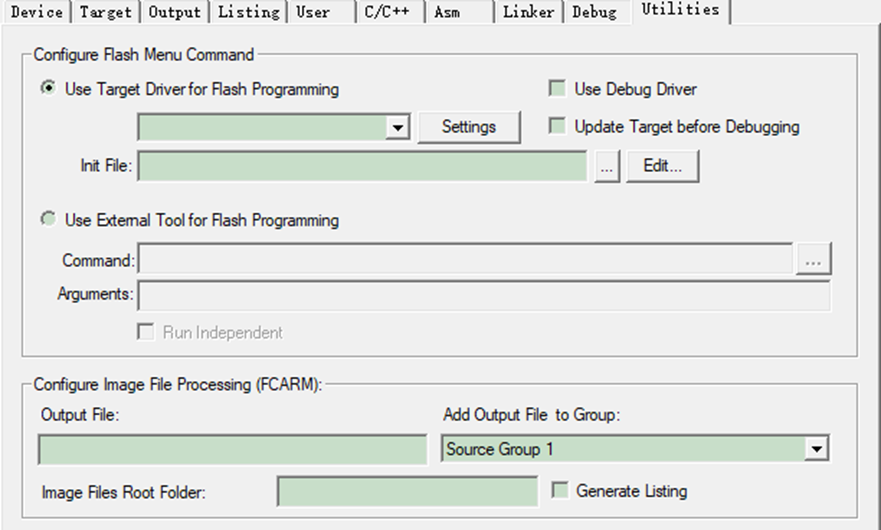 Device Target Output Listing User C/C++ Asm Linker Debug Utilities
Configure Flash Menu Command
Use Target Driver for Flash Programming Use Debug Driver
Settings Update Target before Debugging
Init File: ... Edit...
Use External Tool for Flash Programming
Command: ...
Arguments:
Run Independent
Configure Image File Processing (FCARM):
Output File: Add Output File to Group:
Source Group 1
Image Files Root Folder: Generate Listing